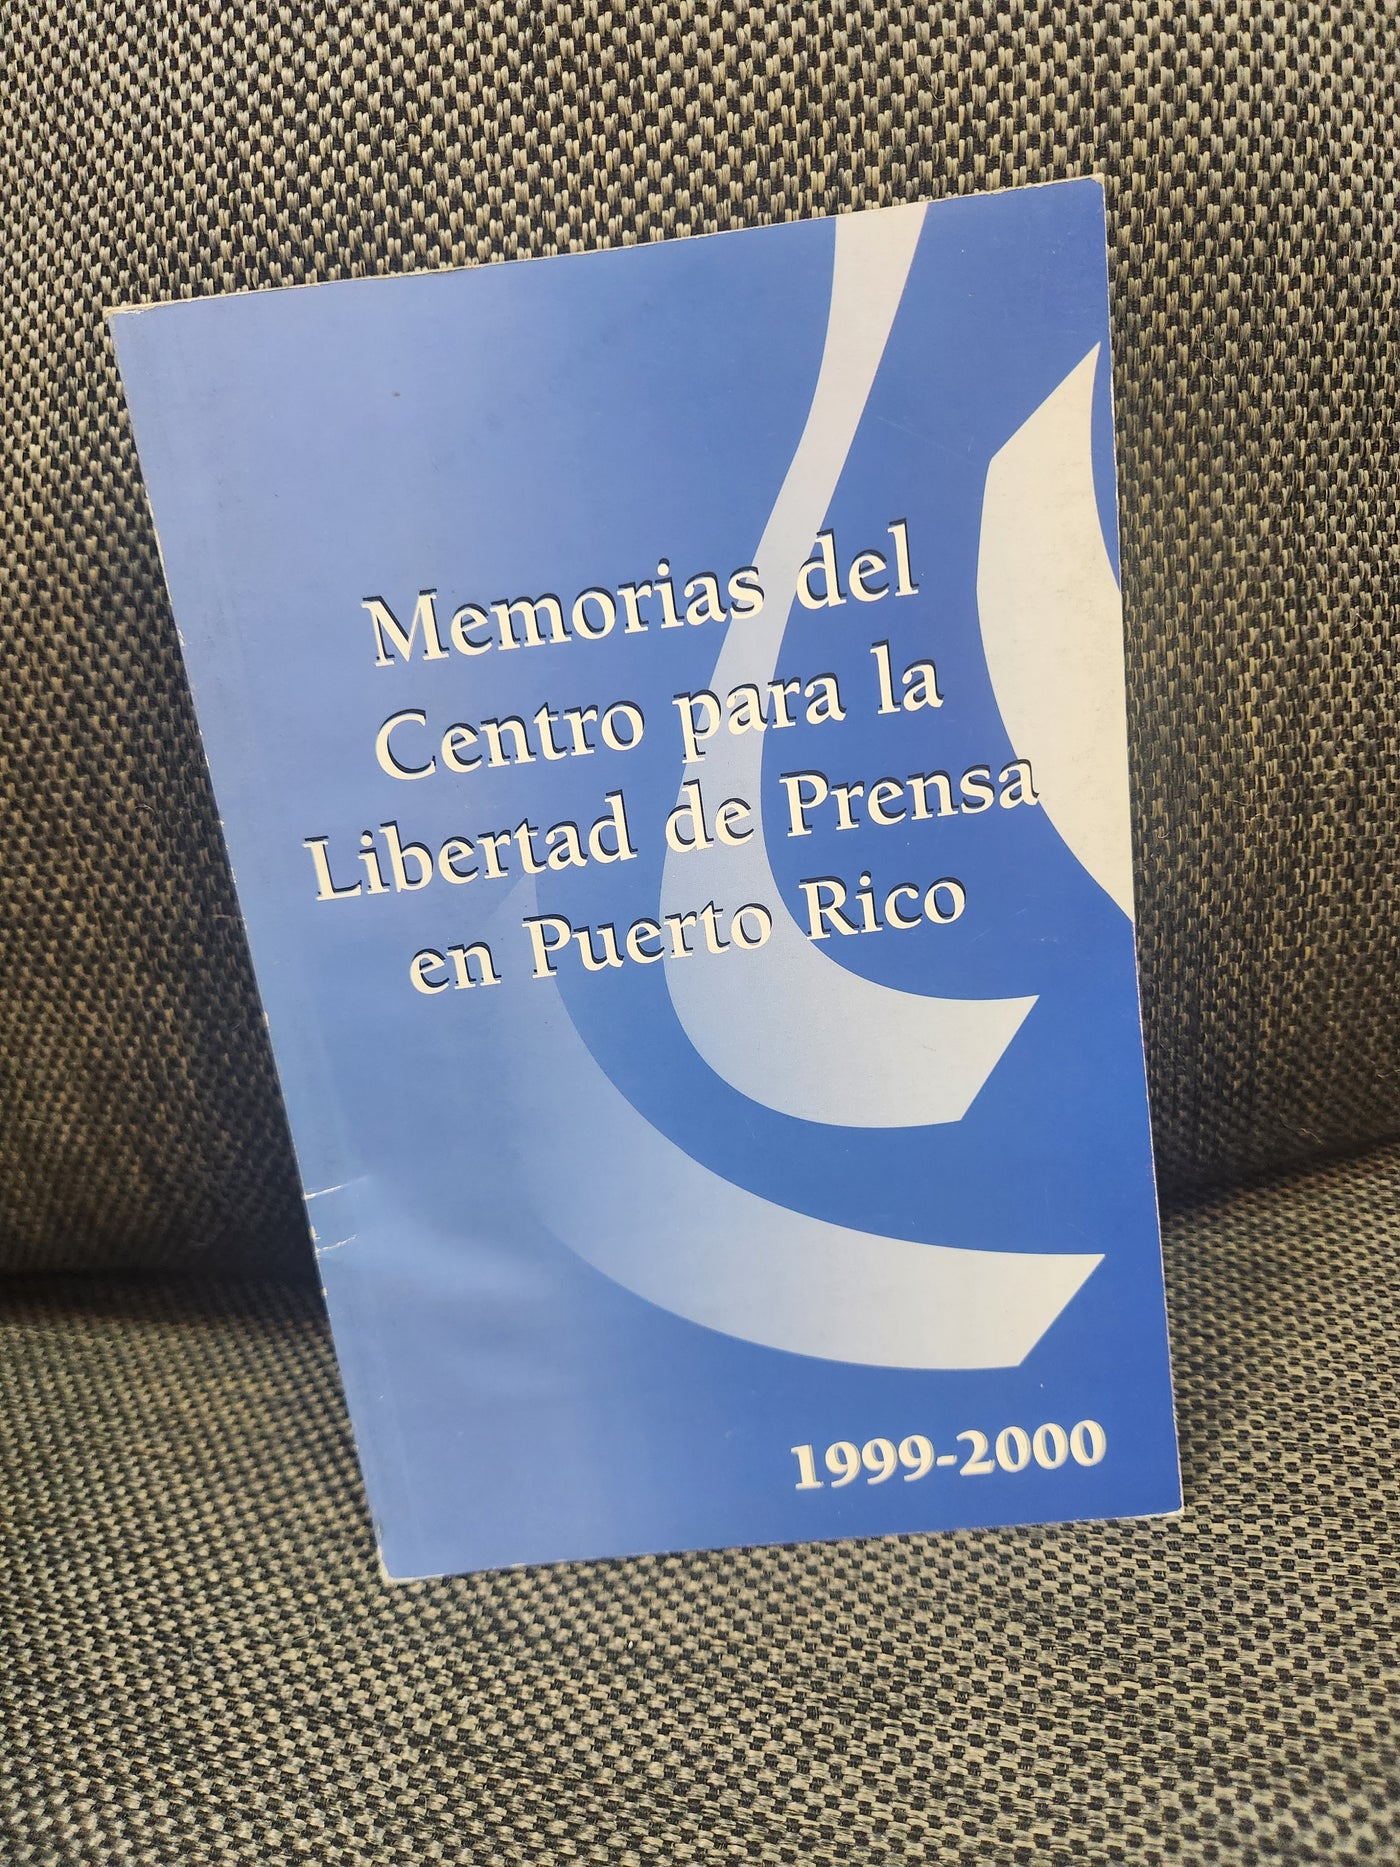 Memorias del
Centro para la
Libertad de Prensa
en Puerto Rico
1999-2000